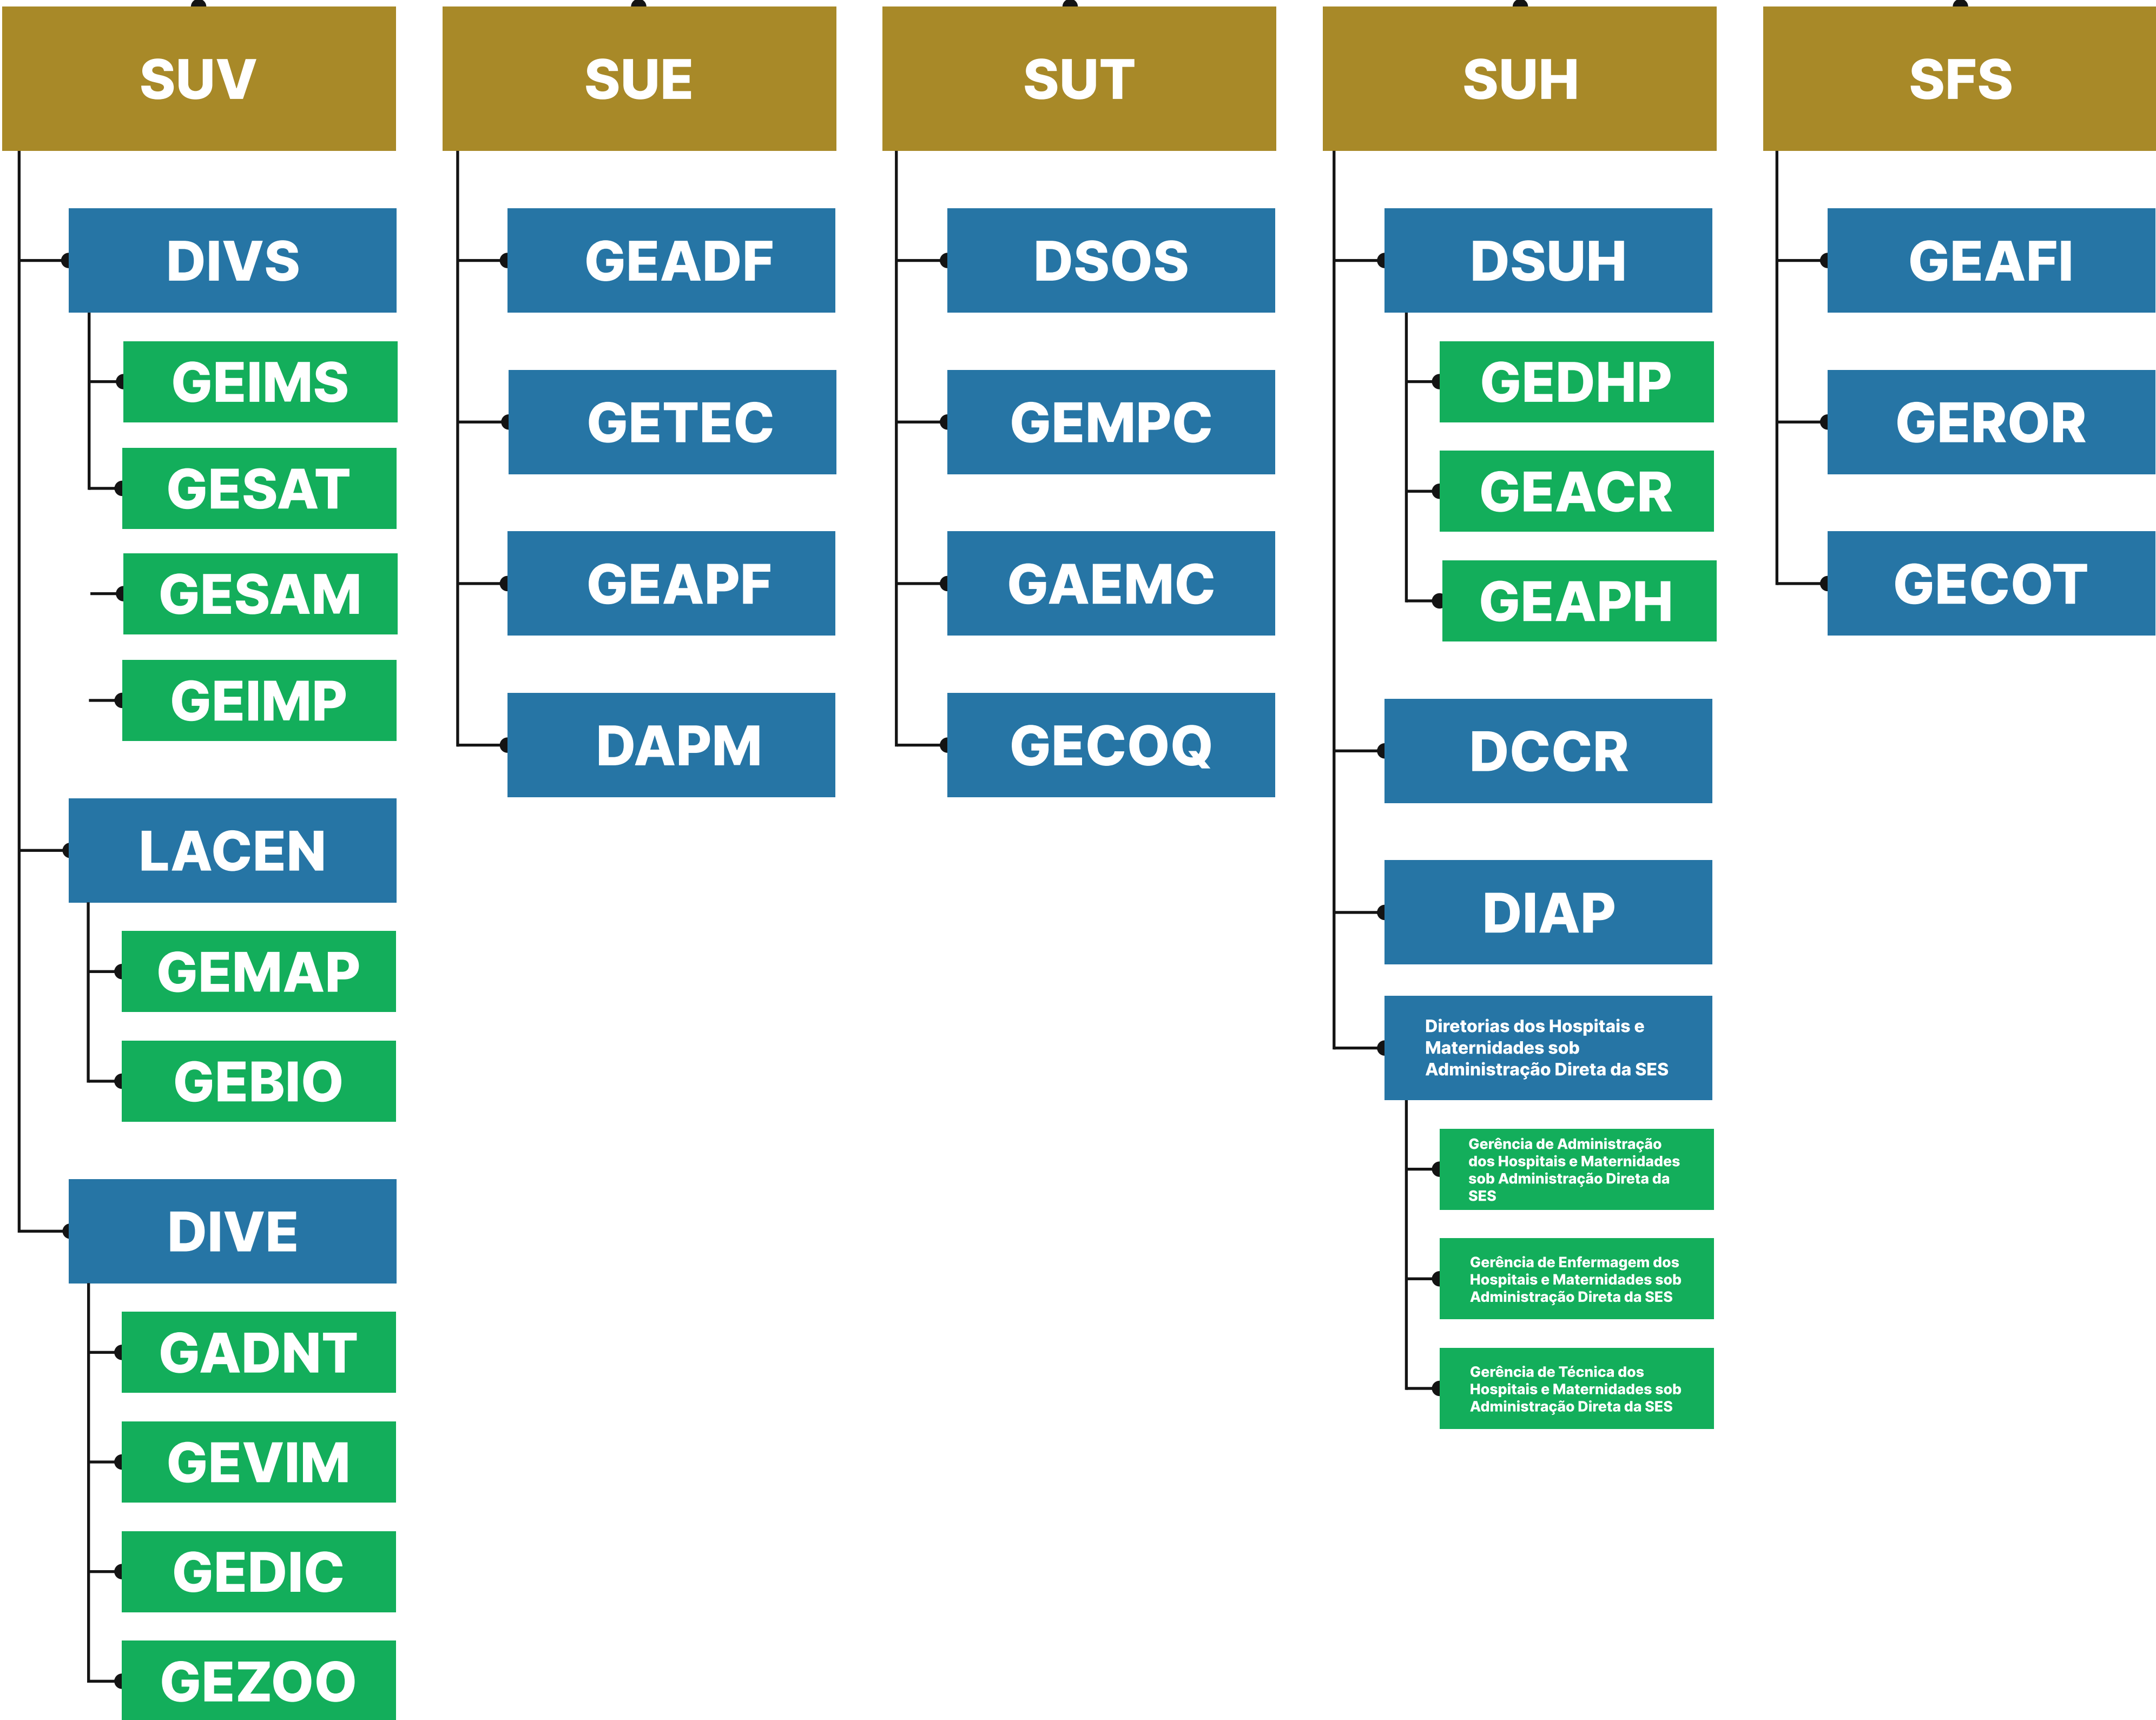 SUV
DIVS
GEIMS
GESAT
GESAM
GEIMP
LACEN
GEMAP
GEBIO
DIVE
GADNT
GEVIM
GEDIC
GEZOO
SUE
GEADF
GETEC
GEAPF
DAPM
SUT
DSOS
GEMPC
GAEMC
GECOQ
SUH
DSUH
GEDHP
GEACR
GEAPH
DCCR
DIAP
Diretorias dos Hospitais e
Maternidades sob
Administração Direta da SES
Gerência de Administração
dos Hospitais e Maternidades
sob Administração Direta da
SES
Gerência de Enfermagem dos
Hospitais e Maternidades sob
Administração Direta da SES
Gerência de Técnica dos
Hospitais e Maternidades sob
Administração Direta da SES
SFS
GEAFI
GEROR
GECOT